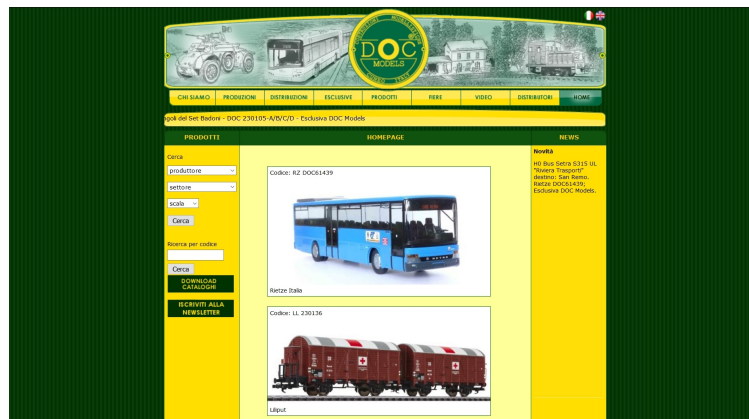 DOC
MODELS
CHI SIAMO
PRODUZIONI
DISTRIBUZIONI
ESCLUSIVE
PRODOTTI
FIERE
VIDEO
DISTRIBUTORI
HOME
goli del Set Badoni - DOC 230105-A/B/C/D - Esclusiva DOC Models
PRODOTTI
HOMEPAGE
NEWS
Cerca
produttore
settore
scala
Cerca
Ricerca per codice
Cerca
DOWNLOAD
CATALOGHI
ISCRIVITI ALLA
NEWSLETTER
Codice: RZ DOC61439
Rietze Italia
Codice: LL 230136
Liliput
Novità
H0 Bus Setra S315 UL
"Riviera Trasporti"
destino: San Remo.
Rietze DOC61439;
Esclusiva DOC Models.